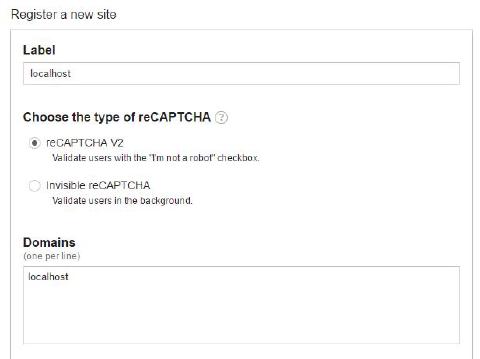 Register a new site
Label
localhost
Choose the type of reCAPTCHA ?
reCAPTCHA V2
Validate users with the "I'm not a robot" checkbox.
Invisible reCAPTCHA
Validate users in the background.
Domains
(one per line)
localhost